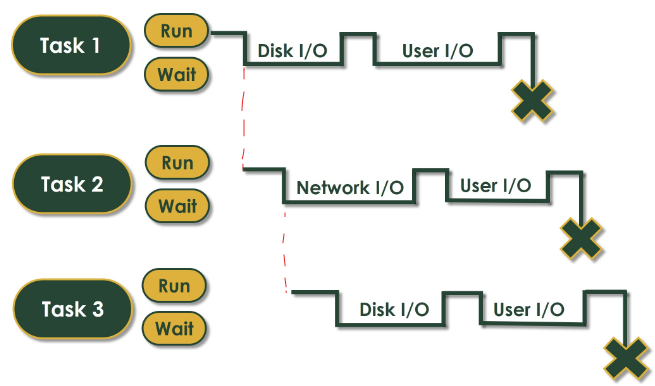 Task 1
Run
Wait
Disk I/O
User I/O
Task 2
Run
Wait
Network I/O
User I/O
Task 3
Run
Wait
Disk I/O
User I/O